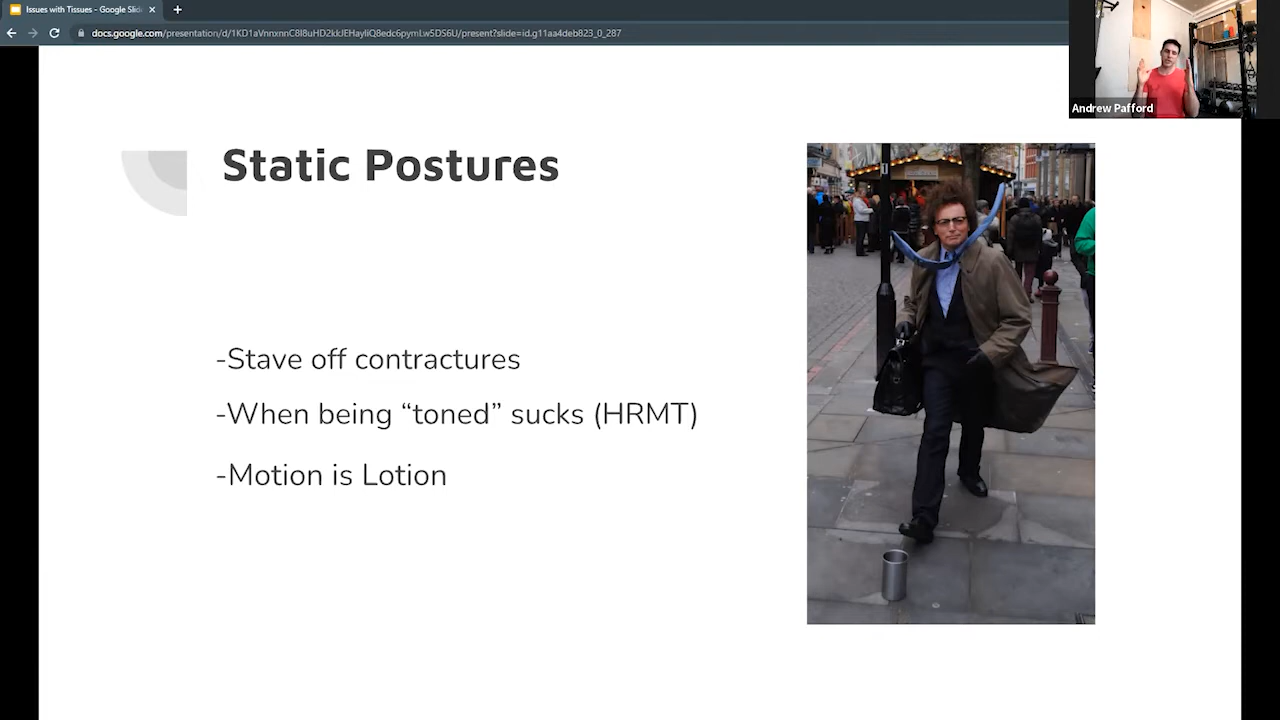 Issues with Tissues - Google Slid
docs.google.com/presentation/d/1KD1aVnnxnnC8l8uHD2kkJEHayliQ8edc6pymLw5DS6U/present?slide=id.g11aa4deb823_0_287
Andrew Pafford
Static Postures
-Stave off contractures
-When being “toned” sucks (HRMT)
-Motion is Lotion